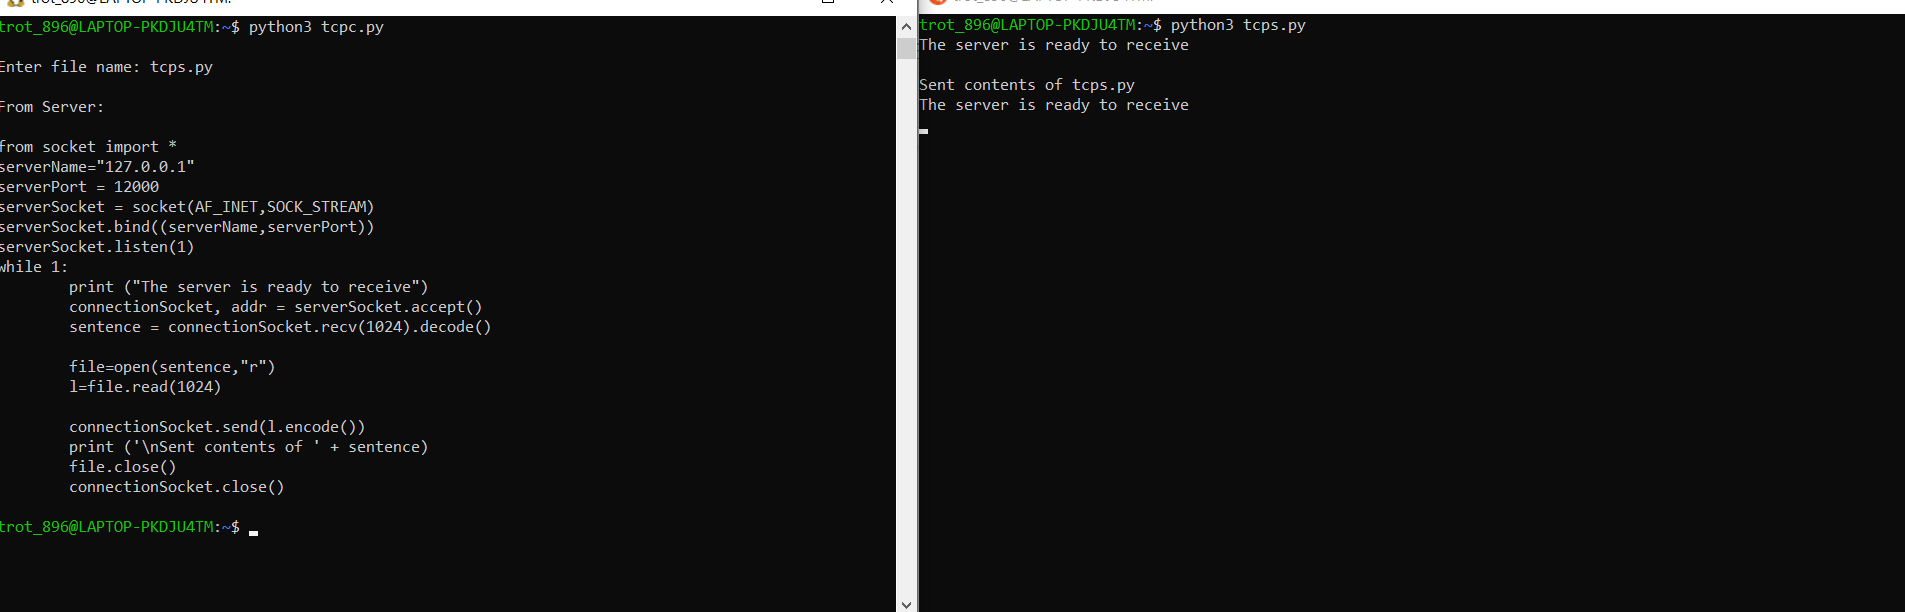 trot_896@LAPTOP-PKDJU4TM:~$ python3 tcpc.py
Enter file name: tcps.py
From Server:
from socket import *
serverName="127.0.0.1"
serverPort = 12000
serverSocket = socket(AF_INET,SOCK_STREAM)
serverSocket.bind((serverName,serverPort))
serverSocket.listen(1)
while 1:
        print ("The server is ready to receive")
        connectionSocket, addr = serverSocket.accept()
        sentence = connectionSocket.recv(1024).decode()
        file=open(sentence,"r")
        l=file.read(1024)
        connectionSocket.send(l.encode())
        print ('\nSent contents of ' + sentence)
        file.close()
        connectionSocket.close()
trot_896@LAPTOP-PKDJU4TM:~$
trot_896@LAPTOP-PKDJU4TM:~$ python3 tcps.py
The server is ready to receive
Sent contents of tcps.py
The server is ready to receive